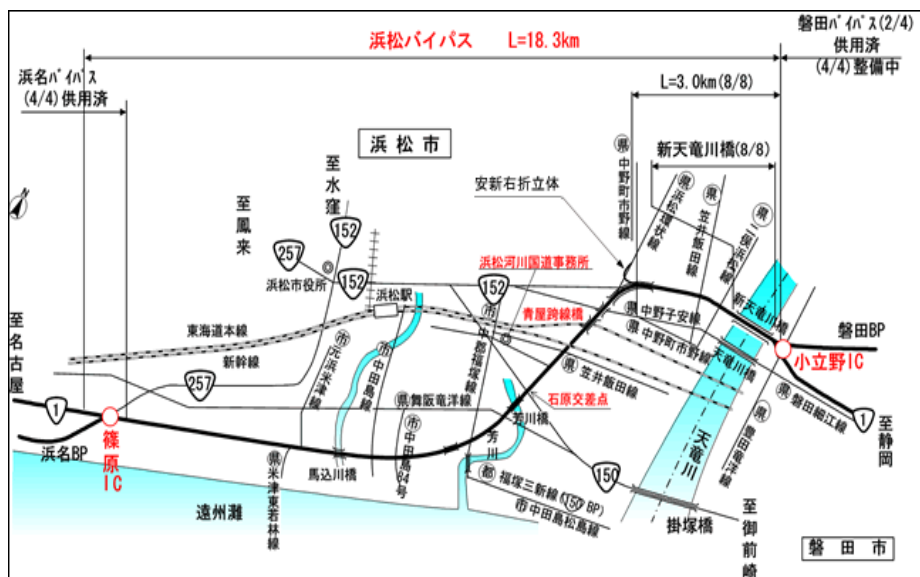 浜松バイパス L=18.3km
磐田バイパス(2/4)
供用済
(4/4)整備中
浜名バイパス
(4/4)供用済
L=3.0km(8/8)
新天竜川橋(8/8)
浜松市
安新右折立体
県 中野町市野線
県 浜松環状線
県 笠井飯田線
県 二俣浜松線
至水窪
至鳳来
152
257
152
浜松市役所
浜松河川国道事務所
152
浜松駅
青屋跨線橋
県 中野子安線
県 中野町市野線
新天竜川橋
天竜川橋
磐田BP
小立野IC
東海道本線
新幹線
至名古屋
257
市 元浜米津線
市 中田島線
市 中郡福塚線
県 笠井飯田線
県 舞阪竜洋線
石原交差点
県 磐田細江線
1
至静岡
1
浜名BP
篠原IC
県 米津東若林線
馬込川橋
市 中田島84号
芳川
芳川橋
150
天竜川
県 豊田竜洋線
都 福塚三新線(150BP)
市 中田島松島線
遠州灘
掛塚橋
至御前崎
磐田市